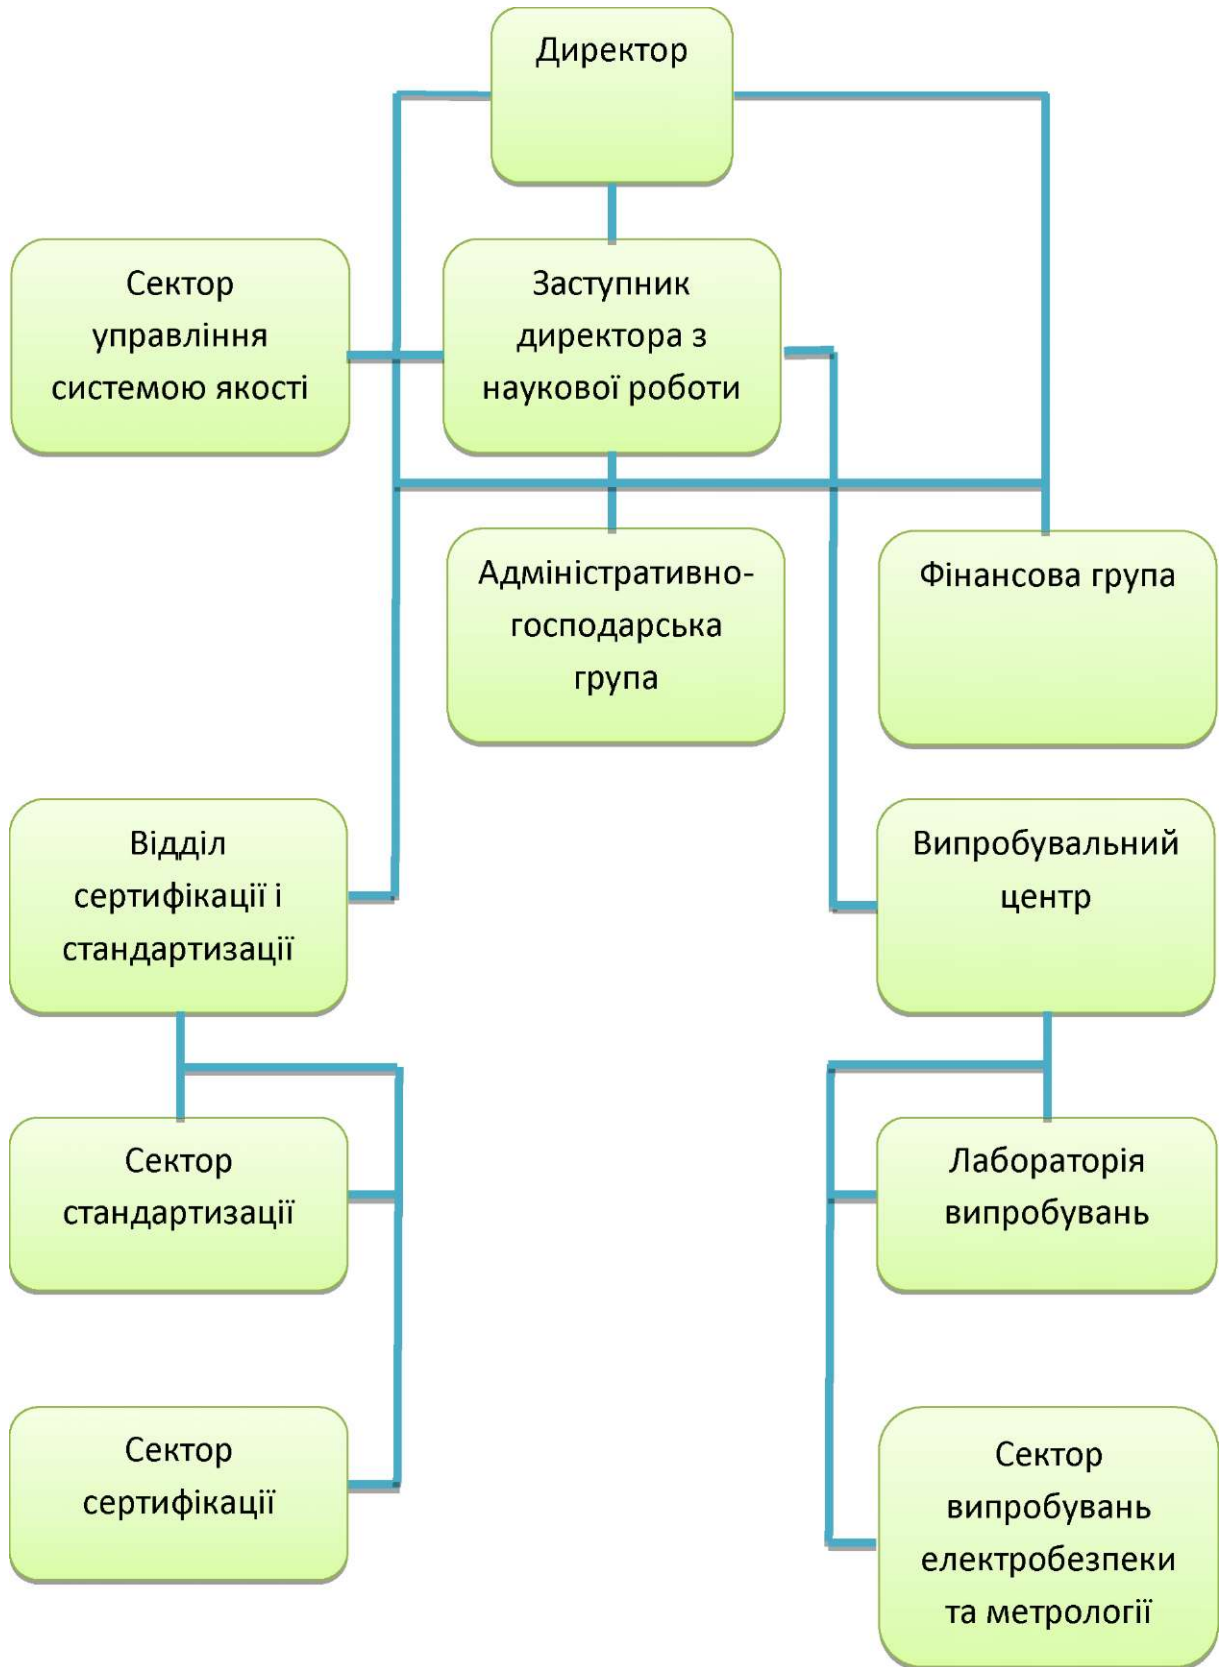 Директор
Сектор
управління
системою якості
Заступник
директора з
наукової роботи
Адміністративно-
господарська
група
Фінансова група
Відділ
сертифікації і
стандартизації
Випробувальний
центр
Сектор
стандартизації
Лабораторія
випробувань
Сектор
сертифікації
Сектор
випробувань
електробезпеки
та метрології